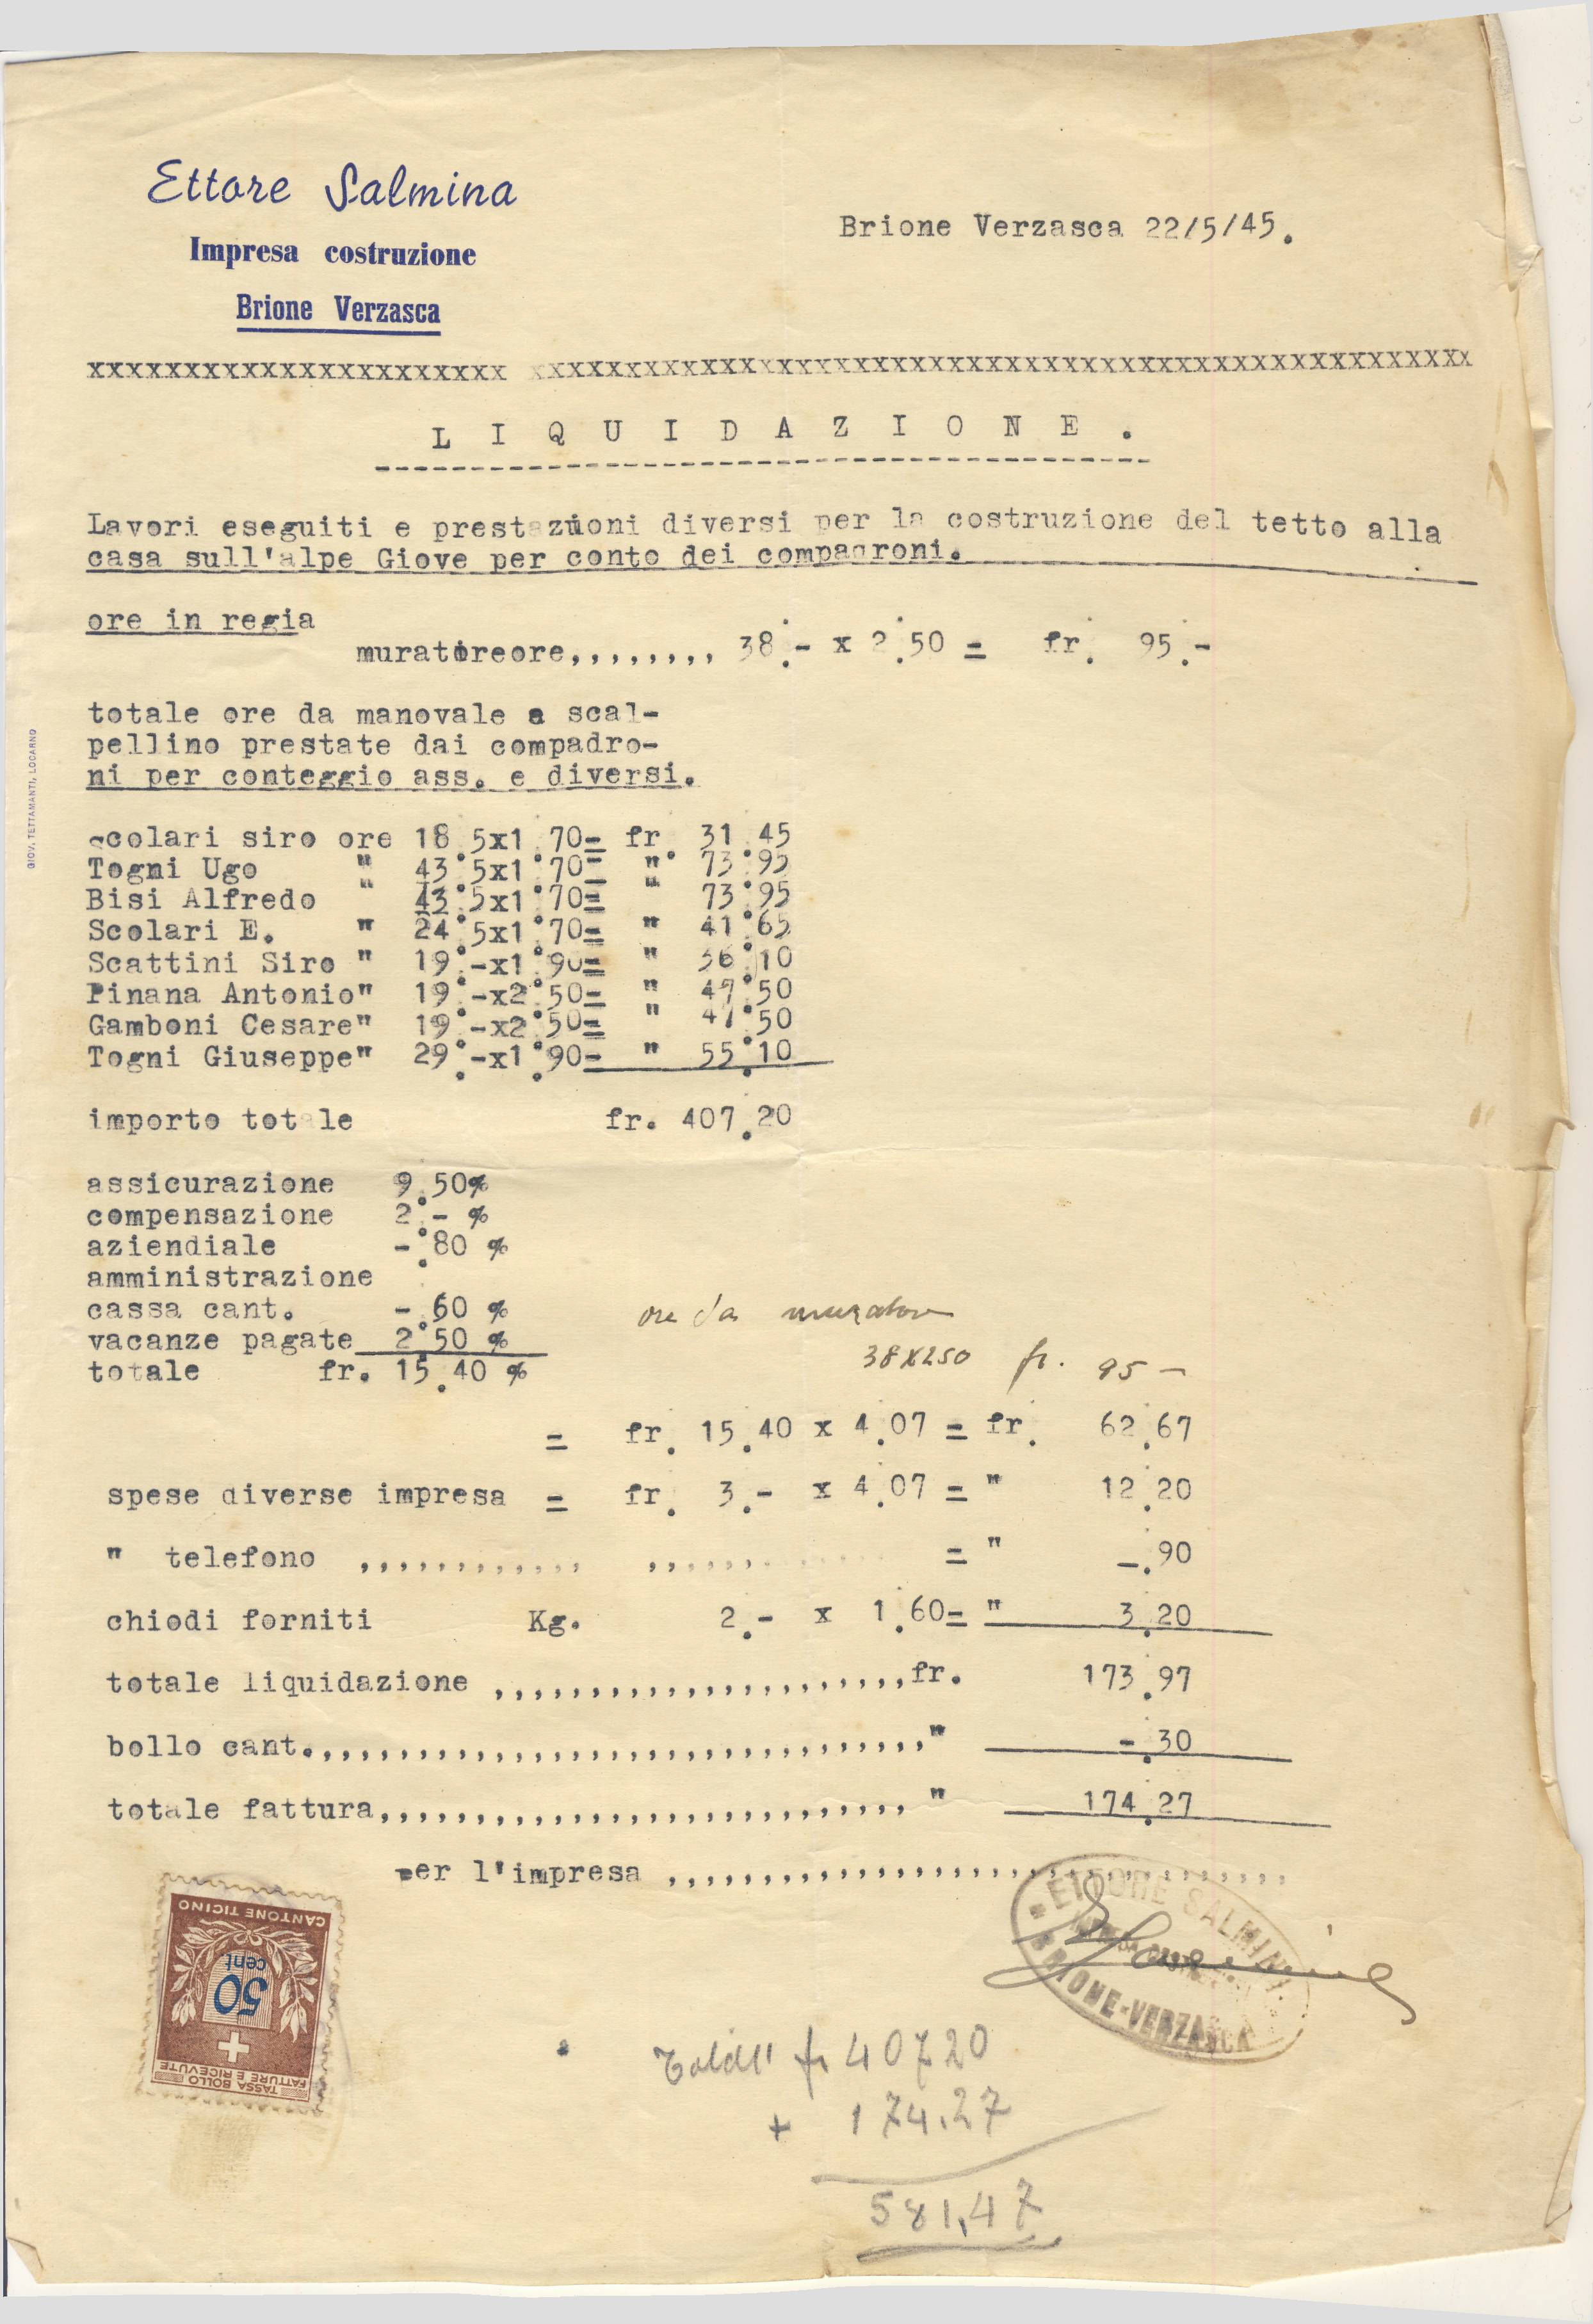 Ettore Salmina
Impresa costruzione
Brione Verzasca
Brione Verzasca 22/5/45.
xxxxxxxxxxxxxxxxxxxxxx xxxxxxxxxxxxxxxxxxxxxxxxxxxxxxxxxxxxxxxxxxxxxxxxxx
L I Q U I D A Z I O N E .
----------------------------------------
Lavori eseguiti e prestazioni diversi per la costruzione del tetto alla
casa sull'alpe Giove per conto dei compagroni.
ore in regia
muratoreore,,,,,,,, 38.- x 2.50 = fr. 95.-
totale ore da manovale e scal-
pellino prestate dai compadro-
ni per conteggio ass. e diversi.
scolari siro ore 18.5x1.70= fr. 31.45
Togni Ugo " 43.5x1.70= " 73.95
Bisi Alfredo " 43.5x1.70= " 73.95
Scolari E. " 24.5x1.70= " 41.65
Scattini Siro " 19.-x1.90= " 36.10
Pinana Antonio" 19.-x2.50= " 47.50
Gamboni Cesare" 19.-x2.50= " 47.50
Togni Giuseppe" 29.-x1.90= " 55.10
importo totale fr. 407.20
assicurazione 9.50%
compensazione 2.- %
aziendiale -.80 %
amministrazione
cassa cant. -.60 %
vacanze pagate 2.50 %
totale fr. 15.40 %
ore da muratore
38x250 fr. 95 -
= fr. 15.40 x 4.07 = fr. 62.67
spese diverse impresa = fr. 3.- x 4.07 = " 12.20
" telefono ,,,,,,,,,,,, ,,,,,,,,,,,, = " -.90
chiodi forniti Kg. 2.- x 1.60= " 3.20
totale liquidazione ,,,,,,,,,,,,,,,,,,,,,,fr. 173.97
bollo cant.,,,,,,,,,,,,,,,,,,,,,,,,,,,,,,,," -.30
totale fattura,,,,,,,,,,,,,,,,,,,,,,,,,,,, " 174.27
per l'impresa ,,,,,,,,,,,,,,,,,,,,,,,,,,,,,,,,
ETTORE SALMINA
BRIONE-VERZASCA
Salmina
CANTONE TICINO
50
cent
TASSA BOLLO
FATTURE E RICEVUTE
fr 40720
+ 174.27
581,47
GIOV. TETTAMANTI, LOCARNO